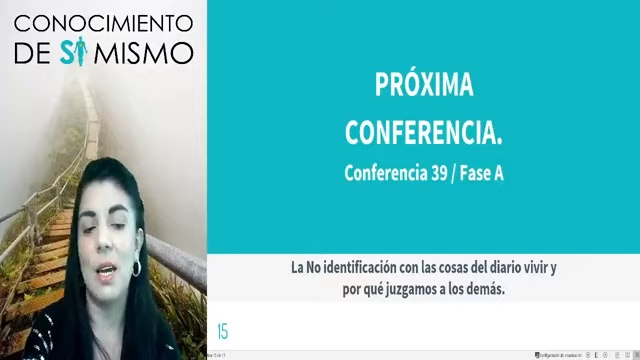 CONOCIMIENTO
DE SÍ MISMO
PRÓXIMA
CONFERENCIA.
Conferencia 39 / Fase A
La No identificación con las cosas del diario vivir y
por qué juzgamos a los demás.
15